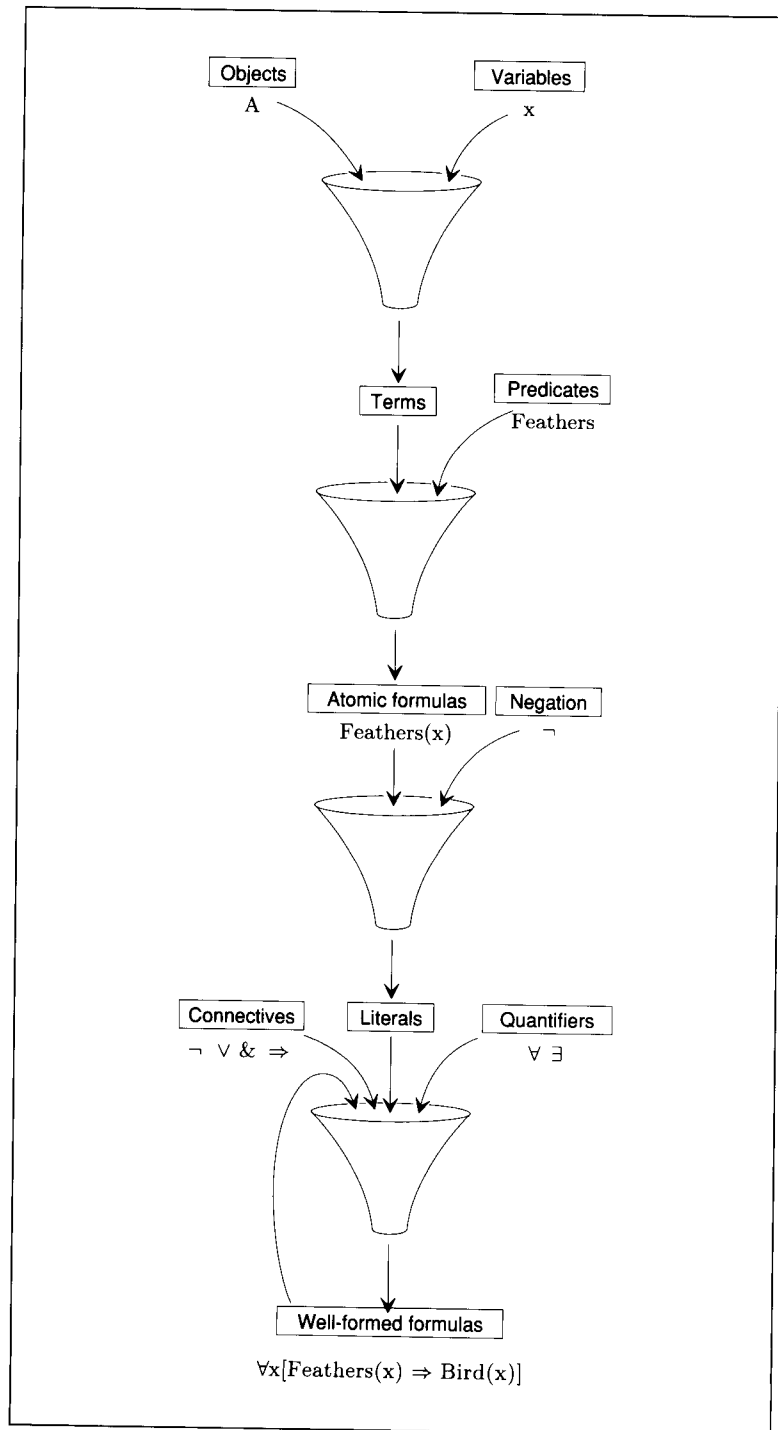 Objects Variables
A x
Terms Predicates
Feathers
Atomic formulas Negation
Feathers(x) ¬
Connectives Literals Quantifiers
¬ ∨ & ⇒ ∀ ∃
Well-formed formulas
∀x[Feathers(x) ⇒ Bird(x)]